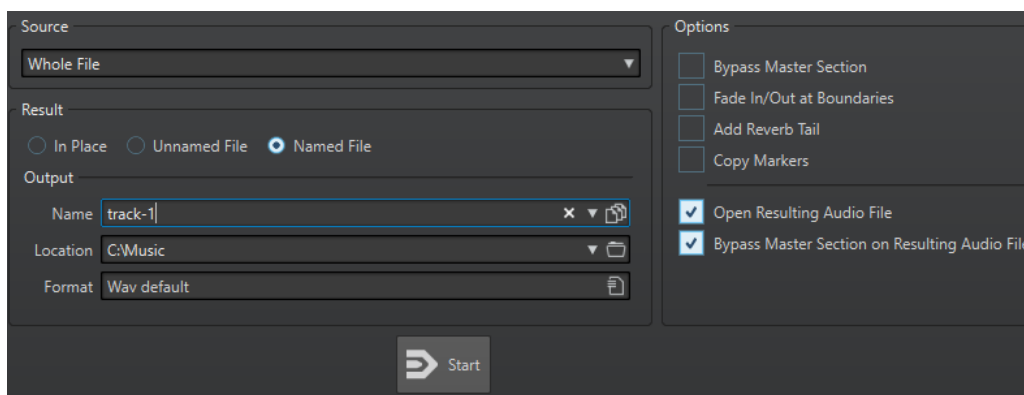 Source
Whole File
Result
In Place Unnamed File Named File
Output
Name track-1
Location C:\Music
Format Wav default
Start
Options
Bypass Master Section
Fade In/Out at Boundaries
Add Reverb Tail
Copy Markers
Open Resulting Audio File
Bypass Master Section on Resulting Audio File